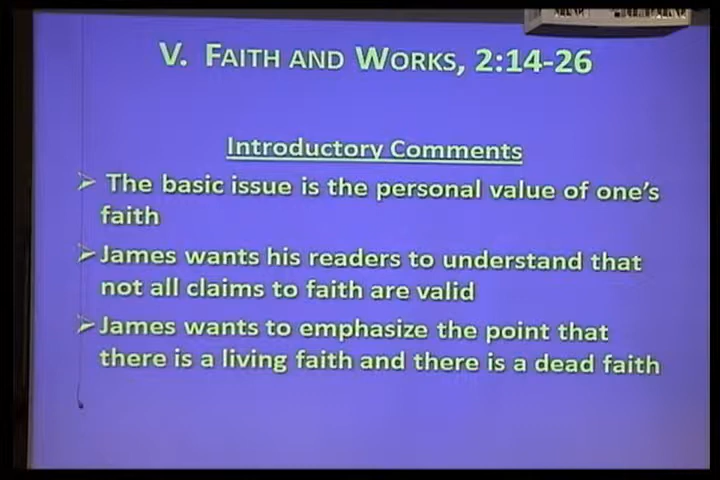 V. FAITH AND WORKS, 2:14-26
Introductory Comments
➢ The basic issue is the personal value of one's
faith
➢ James wants his readers to understand that
not all claims to faith are valid
➢ James wants to emphasize the point that
there is a living faith and there is a dead faith